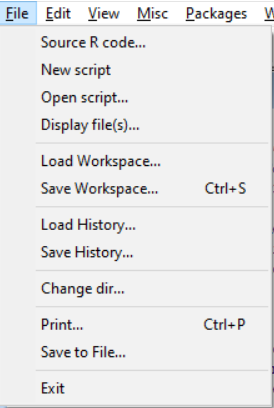 File Edit View Misc Packages
Source R code...
New script
Open script...
Display file(s)...
Load Workspace...
Save Workspace... Ctrl+S
Load History...
Save History...
Change dir...
Print... Ctrl+P
Save to File...
Exit